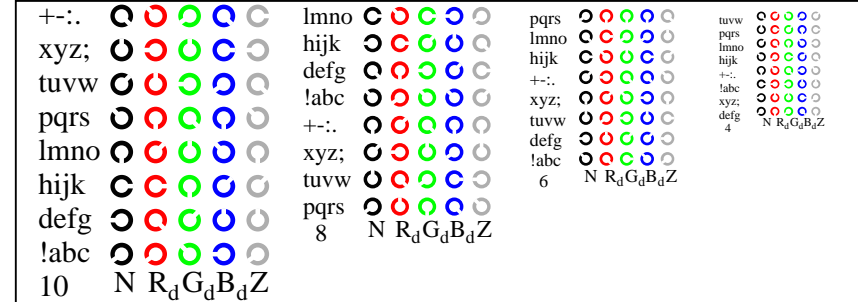 +-:.
xyz;
tuvw
pqrs
lmno
hijk
defg
!abc
10 N RdGdBdZ
lmno
hijk
defg
!abc
+-:.
xyz;
tuvw
pqrs
8 N RdGdBdZ
pqrs
lmno
hijk
+-:.
xyz;
tuvw
defg
!abc
6 N RdGdBdZ
tuvw
pqrs
lmno
hijk
+-:.
!abc
xyz;
defg
4 N RdGdBdZ